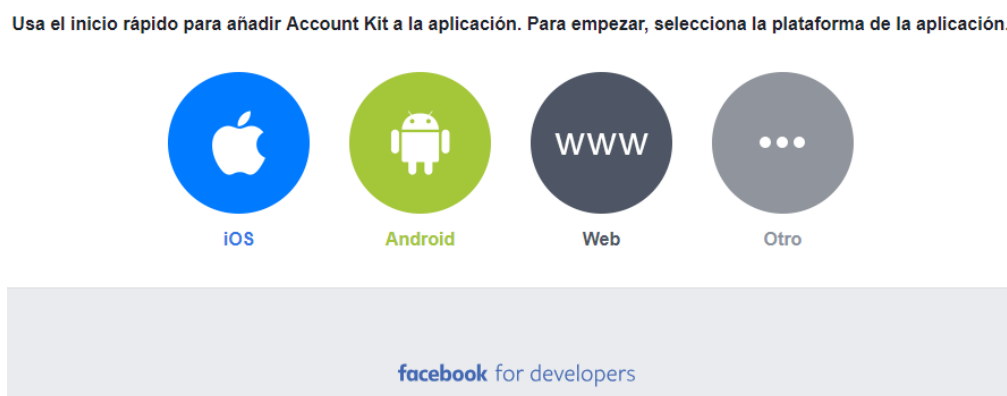 Usa el inicio rápido para añadir Account Kit a la aplicación. Para empezar, selecciona la plataforma de la aplicación.
WWW
iOS
Android
Web
Otro
facebook for developers